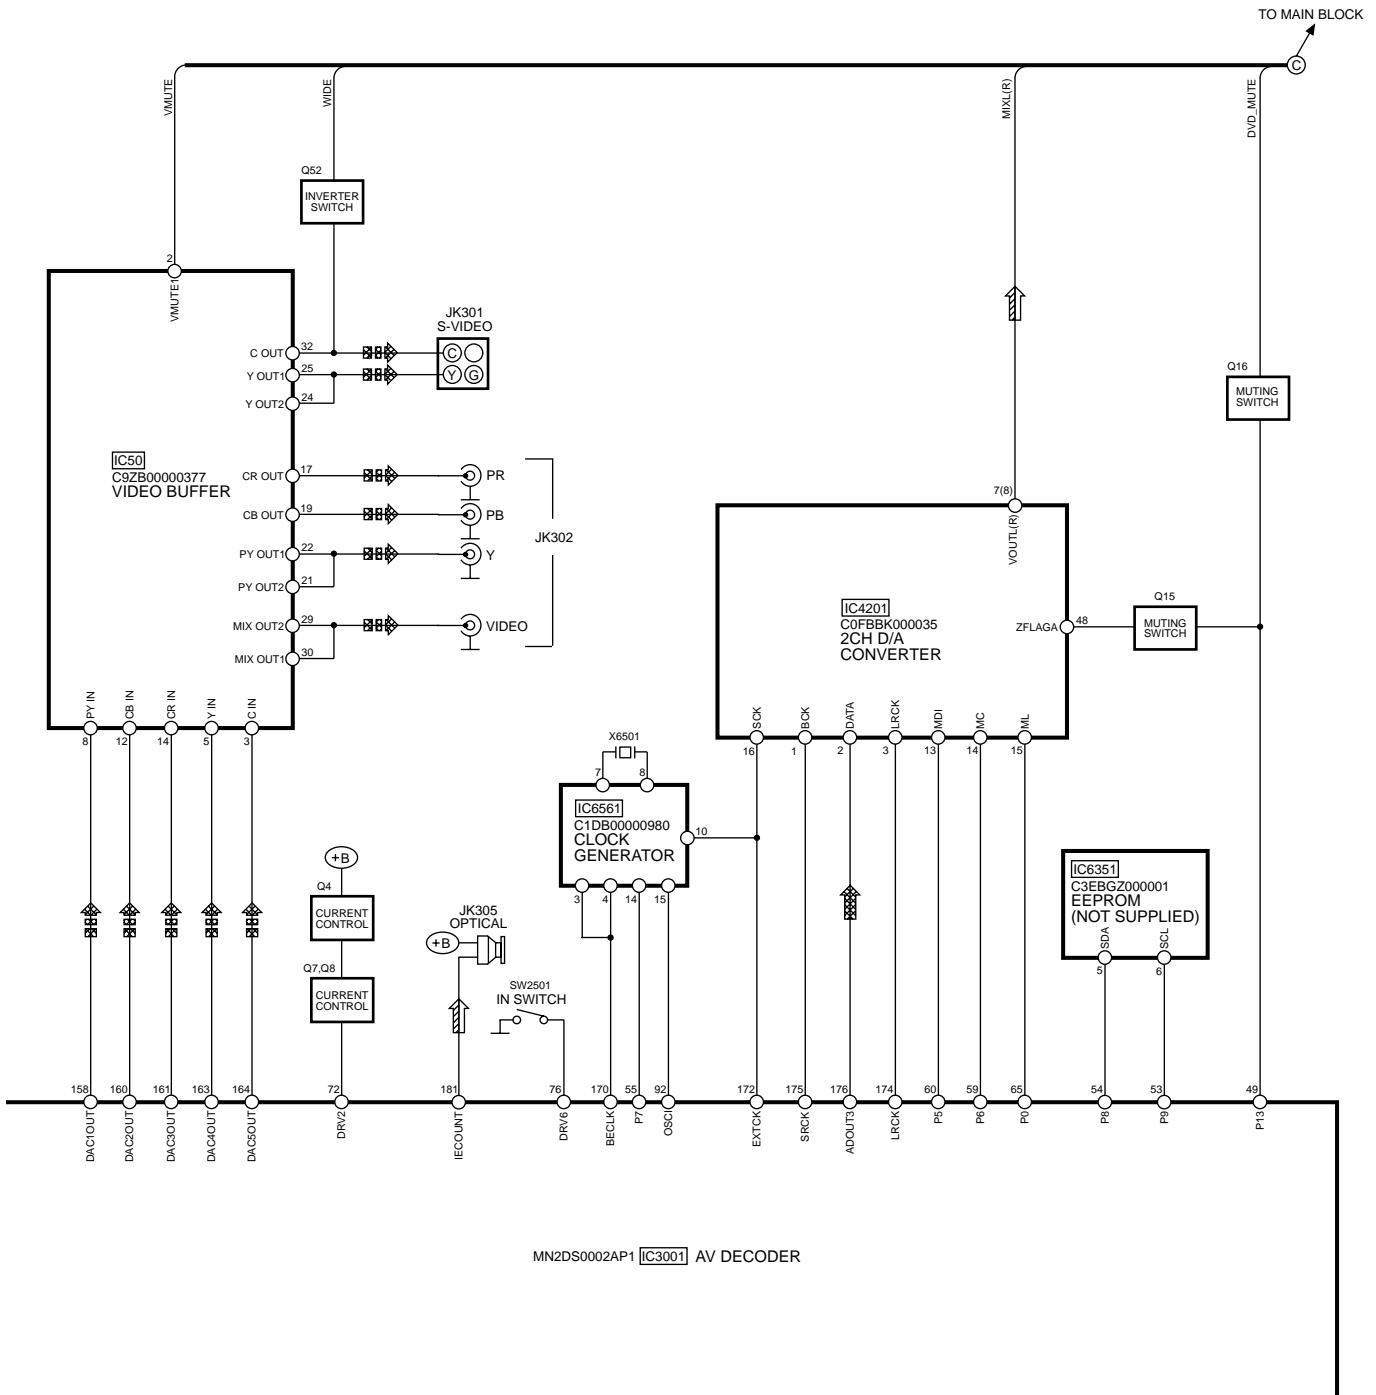 TO MAIN BLOCK
C
VMUTE
WIDE
MIXL(R)
DVD_MUTE
Q52
INVERTER
SWITCH
2
VMUTE1
JK301
S-VIDEO
C
Y G
C OUT 32
Y OUT1 25
Y OUT2 24
Q16
MUTING
SWITCH
IC50
C9ZB00000377
VIDEO BUFFER
CR OUT 17
PR
CB OUT 19
PB
JK302
PY OUT1 22
Y
PY OUT2 21
MIX OUT2 29
VIDEO
MIX OUT1 30
7(8)
VOUTL(R)
IC4201
C0FBBK000035
2CH D/A
CONVERTER
ZFLAGA 48
Q15
MUTING
SWITCH
PY IN CB IN CR IN Y IN C IN
8 12 14 5 3
SCK BCK DATA LRCK MDI MC ML
16 1 2 3 13 14 15
X6501
7 8
IC6561
C1DB00000980
CLOCK
GENERATOR
10
3 4 14 15
+B
Q4
CURRENT
CONTROL
Q7,Q8
CURRENT
CONTROL
JK305
OPTICAL
+B
SW2501
IN SWITCH
IC6351
C3EBGZ000001
EEPROM
(NOT SUPPLIED)
SDA SCL
5 6
158 160 161 163 164 72 181 76 170 55 92 172 175 176 174 60 59 65 54 53 49
DAC1OUT DAC2OUT DAC3OUT DAC4OUT DAC5OUT DRV2 IECOUNT DRV6 BECLK P7 OSCI EXTCK SRCK ADOUT3 LRCK P5 P6 P0 P8 P9 P13
MN2DS0002AP1 IC3001 AV DECODER